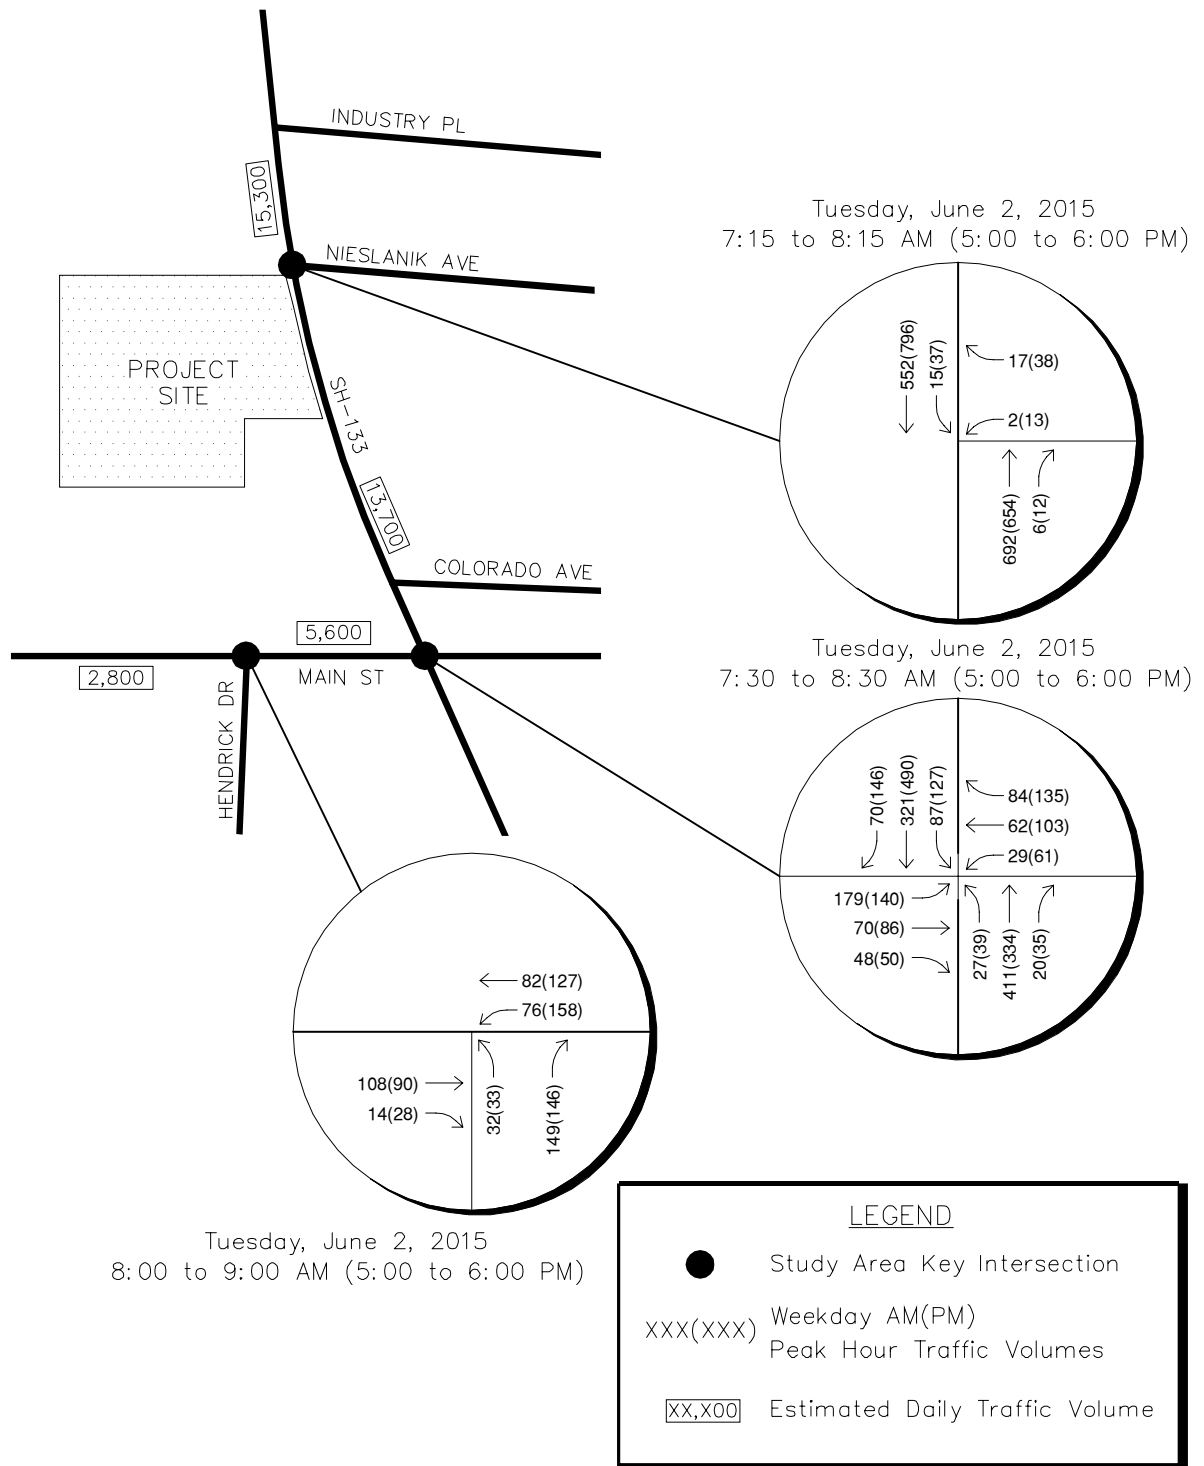 INDUSTRY PL
15,300
NIESLANIK AVE
PROJECT
SITE
SH-133
13,700
COLORADO AVE
5,600
2,800
MAIN ST
HENDRICK DR
Tuesday, June 2, 2015
7:15 to 8:15 AM (5:00 to 6:00 PM)
552(796)
15(37)
17(38)
2(13)
692(654)
6(12)
Tuesday, June 2, 2015
7:30 to 8:30 AM (5:00 to 6:00 PM)
70(146)
321(490)
87(127)
84(135)
62(103)
29(61)
179(140)
70(86)
48(50)
27(39)
411(334)
20(35)
82(127)
76(158)
108(90)
14(28)
32(33)
149(146)
Tuesday, June 2, 2015
8:00 to 9:00 AM (5:00 to 6:00 PM)
LEGEND
Study Area Key Intersection
XXX(XXX)
Weekday AM(PM)
Peak Hour Traffic Volumes
XX,X00
Estimated Daily Traffic Volume